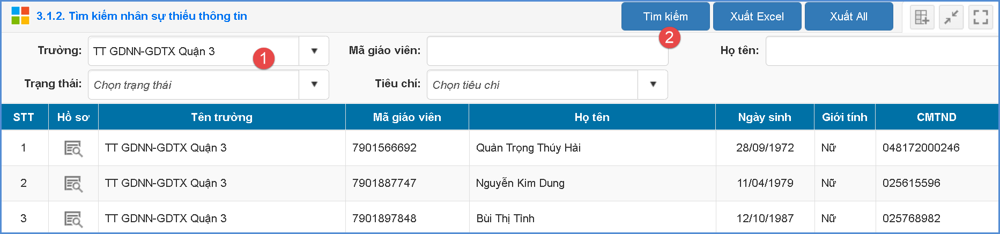 3.1.2. Tìm kiếm nhân sự thiếu thông tin Tìm kiếm Xuất Excel Xuất All
Trường: TT GDNN-GDTX Quận 3 1 Mã giáo viên: 2 Họ tên:
Trạng thái: Chọn trạng thái Tiêu chí: Chọn tiêu chí
STT Hồ sơ Tên trường Mã giáo viên Họ tên Ngày sinh Giới tính CMTND
1 TT GDNN-GDTX Quận 3 7901566692 Quản Trọng Thúy Hải 28/09/1972 Nữ 048172000246
2 TT GDNN-GDTX Quận 3 7901887747 Nguyễn Kim Dung 11/04/1979 Nữ 025615596
3 TT GDNN-GDTX Quận 3 7901897848 Bùi Thị Tình 12/10/1987 Nữ 025768982